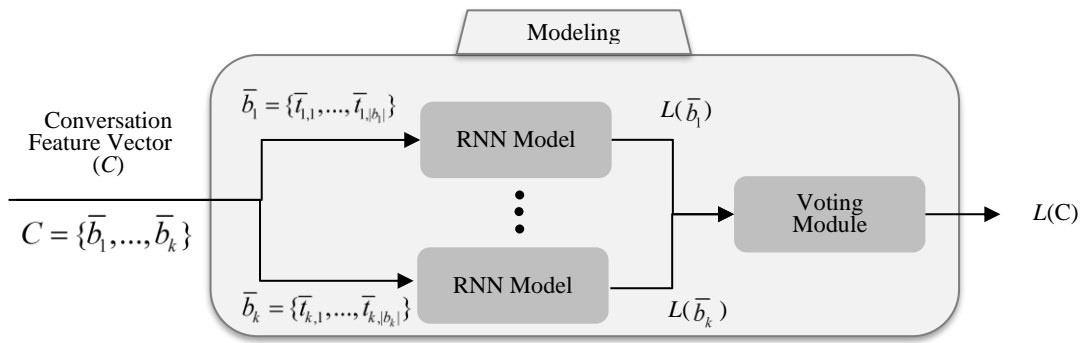 Modeling
Conversation
Feature Vector
(C)
C = {b̅₁,...,b̅ₖ}
b̅₁ = {t̅₁,₁,...,t̅₁,|b₁|}
RNN Model
L(b̅₁)
Voting
Module
L(C)
RNN Model
b̅ₖ = {t̅ₖ,₁,...,t̅ₖ,|bₖ|}
L(b̅ₖ)